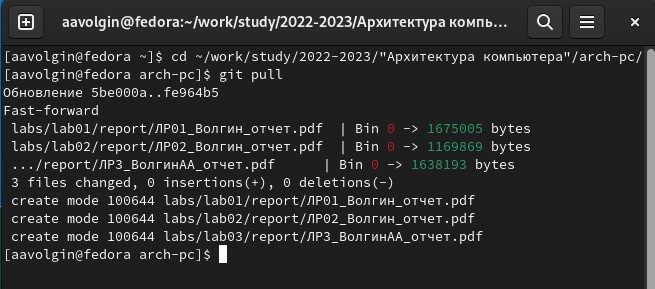 aavolgin@fedora:~/work/study/2022-2023/Архитектура компь...
[aavolgin@fedora ~]$ cd ~/work/study/2022-2023/"Архитектура компьютера"/arch-pc/
[aavolgin@fedora arch-pc]$ git pull
Обновление 5be000a..fe964b5
Fast-forward
 labs/lab01/report/ЛР01_Волгин_отчет.pdf  | Bin 0 -> 1675005 bytes
 labs/lab02/report/ЛР02_Волгин_отчет.pdf  | Bin 0 -> 1169869 bytes
 .../report/ЛР3_ВолгинАА_отчет.pdf      | Bin 0 -> 1638193 bytes
 3 files changed, 0 insertions(+), 0 deletions(-)
 create mode 100644 labs/lab01/report/ЛР01_Волгин_отчет.pdf
 create mode 100644 labs/lab02/report/ЛР02_Волгин_отчет.pdf
 create mode 100644 labs/lab03/report/ЛР3_ВолгинАА_отчет.pdf
[aavolgin@fedora arch-pc]$